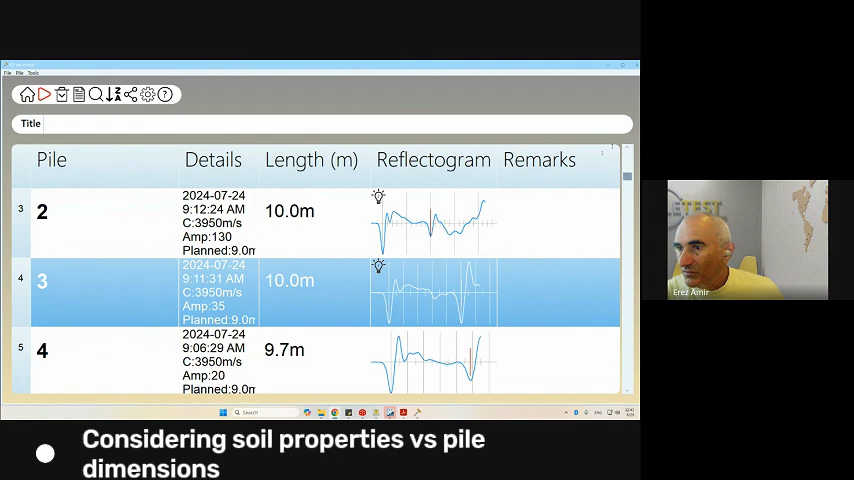 File Pile Tools
Title
Pile Details Length (m) Reflectogram Remarks
3 2 2024-07-24 10.0m
9:12:24 AM
C:3950m/s
Amp:130
Planned:9.0m
4 3 2024-07-24 10.0m
9:11:31 AM
C:3950m/s
Amp:35
Planned:9.0m
5 4 2024-07-24 9.7m
9:06:29 AM
C:3950m/s
Amp:20
Planned:9.0m
Search
ENG
LETEST
Erez Amir
Considering soil properties vs pile
dimensions